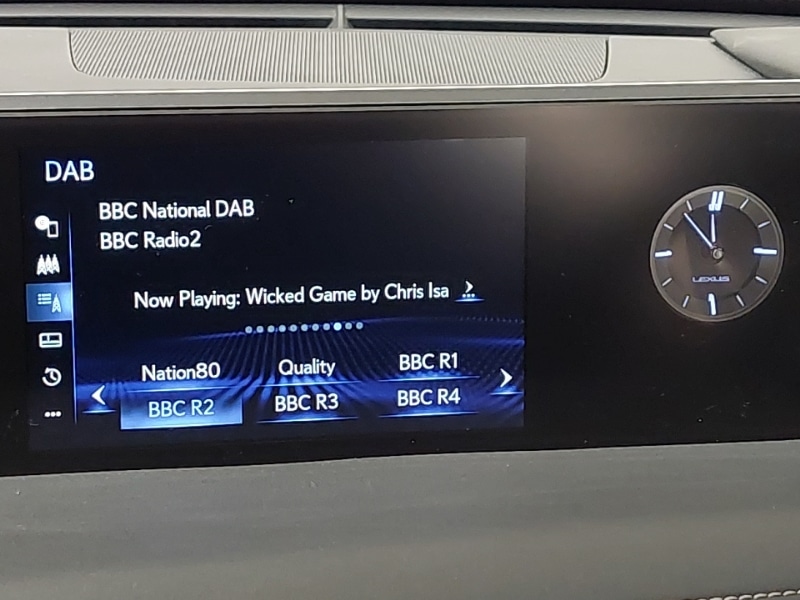 DAB
BBC National DAB
BBC Radio2
Now Playing: Wicked Game by Chris Isa
Nation80 Quality BBC R1
BBC R2 BBC R3 BBC R4
LEXUS